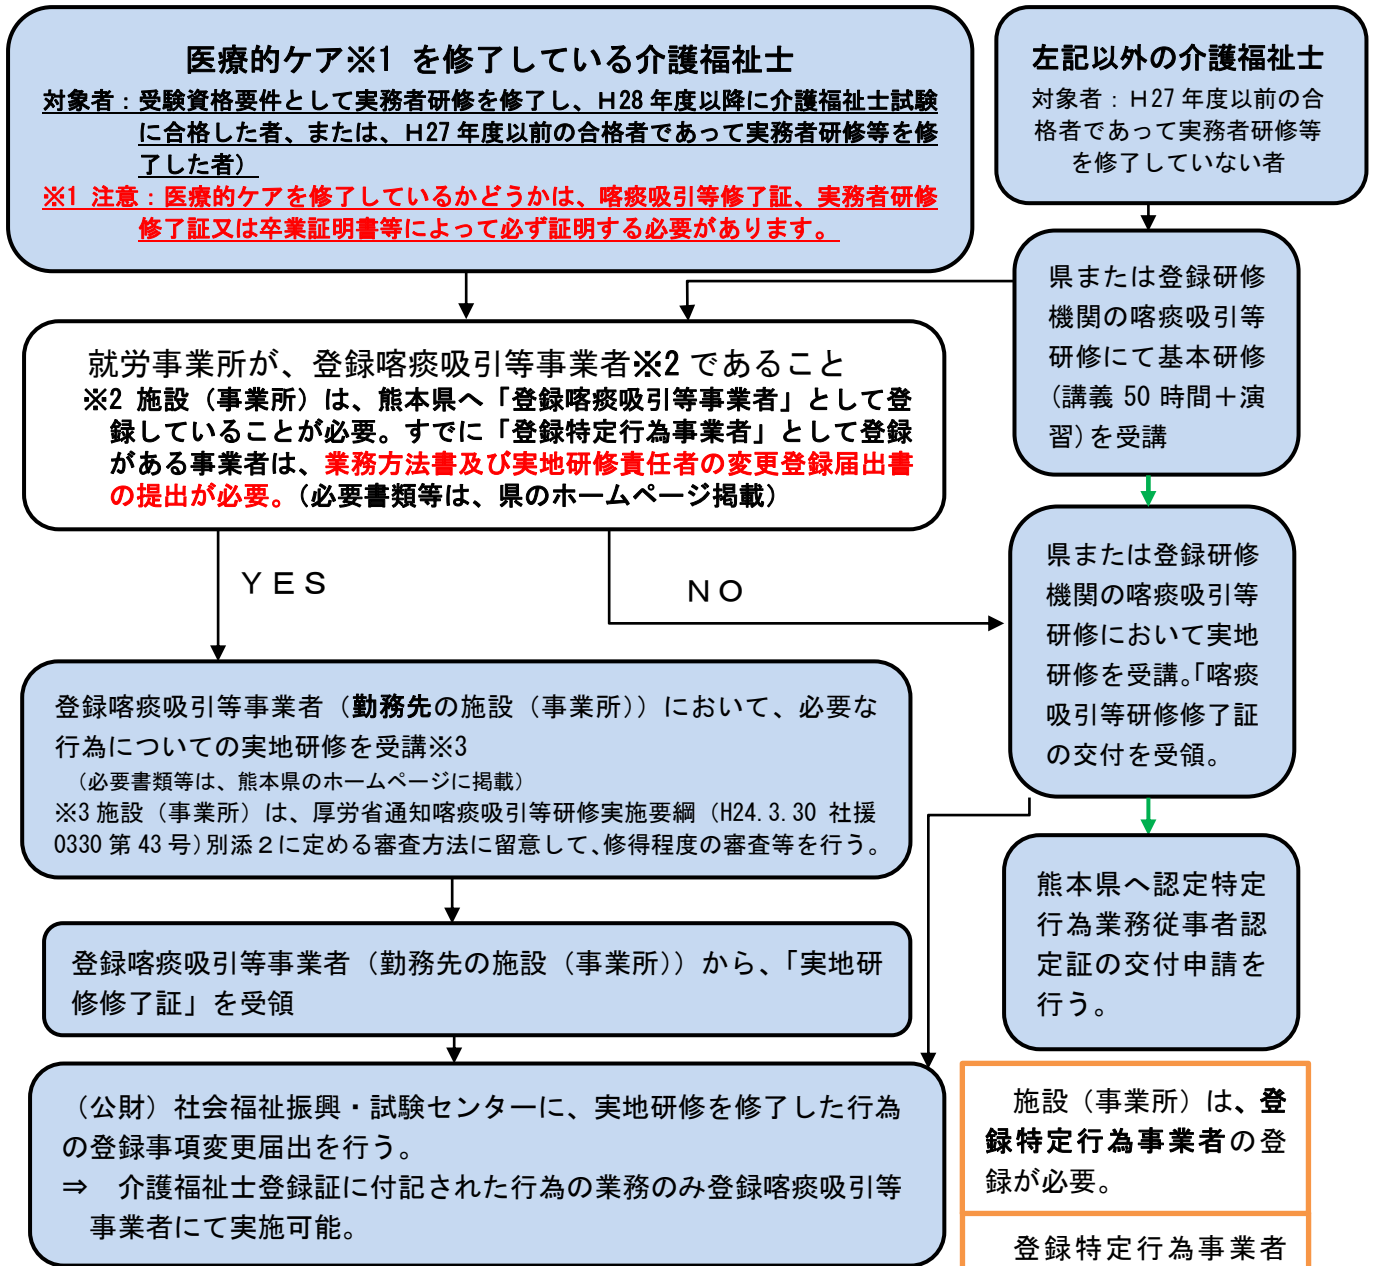 医療的ケア※1 を修了している介護福祉士
対象者：受験資格要件として実務者研修を修了し、Ｈ28 年度以降に介護福祉士試験
に合格した者、または、Ｈ27 年度以前の合格者であって実務者研修等を修
了した者）
※1 注意：医療的ケアを修了しているかどうかは、喀痰吸引等修了証、実務者研修
修了証又は卒業証明書等によって必ず証明する必要があります。
左記以外の介護福祉士
対象者：Ｈ27 年度以前の合
格者であって実務者研修等
を修了していない者
県または登録研修
機関の喀痰吸引等
研修にて基本研修
(講義 50 時間＋演
習)を受講
就労事業所が、登録喀痰吸引等事業者※2 であること
※2 施設（事業所）は、熊本県へ「登録喀痰吸引等事業者」として登
録していることが必要。すでに「登録特定行為事業者」として登録
がある事業者は、業務方法書及び実地研修責任者の変更登録届出書
の提出が必要。（必要書類等は、県のホームページ掲載）
ＹＥＳ
ＮＯ
県または登録研修
機関の喀痰吸引等
研修において実地
研修を受講。「喀痰
吸引等研修修了証
の交付を受領。
登録喀痰吸引等事業者（勤務先の施設（事業所））において、必要な
行為についての実地研修を受講※3
（必要書類等は、熊本県のホームページに掲載）
※3 施設（事業所）は、厚労省通知喀痰吸引等研修実施要綱（H24.3.30 社援
0330 第 43 号）別添２に定める審査方法に留意して、修得程度の審査等を行う。
熊本県へ認定特定
行為業務従事者認
定証の交付申請を
行う。
登録喀痰吸引等事業者（勤務先の施設（事業所））から、「実地研
修修了証」を受領
（公財）社会福祉振興・試験センターに、実地研修を修了した行為
の登録事項変更届出を行う。
⇒　介護福祉士登録証に付記された行為の業務のみ登録喀痰吸引等
事業者にて実施可能。
施設（事業所）は、登
録特定行為事業者の登
録が必要。
登録特定行為事業者